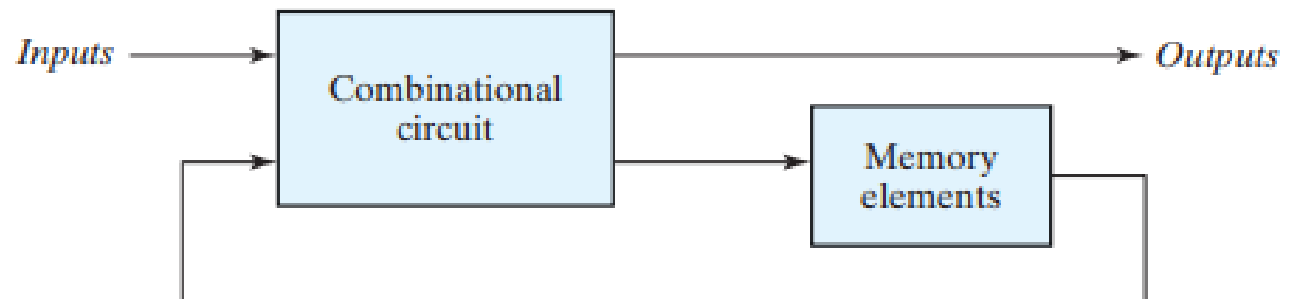 Inputs
Combinational
circuit
Outputs
Memory
elements